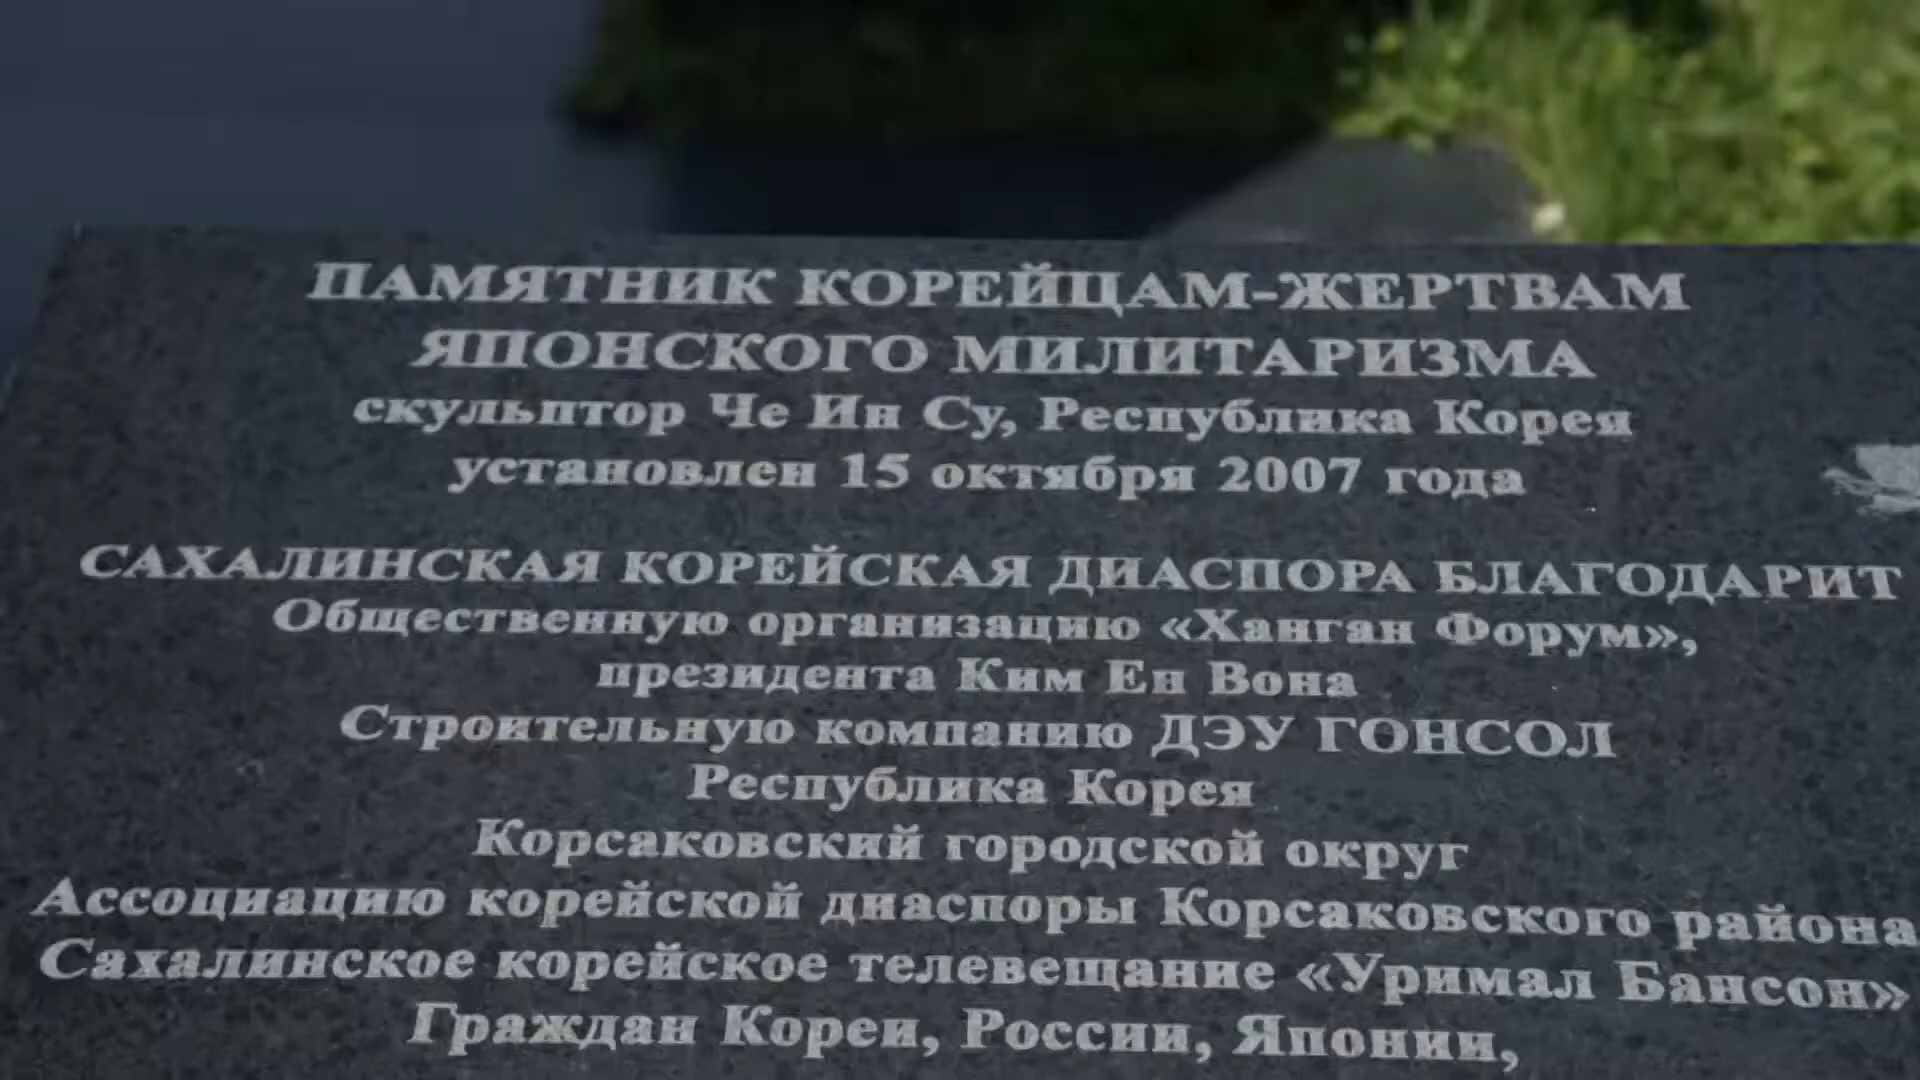 ПАМЯТНИК КОРЕЙЦАМ-ЖЕРТВАМ
ЯПОНСКОГО МИЛИТАРИЗМА
скульптор Че Ин Су, Республика Корея
установлен 15 октября 2007 года
САХАЛИНСКАЯ КОРЕЙСКАЯ ДИАСПОРА БЛАГОДАРИТ
Общественную организацию «Ханган Форум»,
президента Ким Ен Вона
Строительную компанию ДЭУ ГОНСОЛ
Республика Корея
Корсаковский городской округ
Ассоциацию корейской диаспоры Корсаковского района
Сахалинское корейское телевещание «Уримал Бансон»
Граждан Кореи, России, Японии,